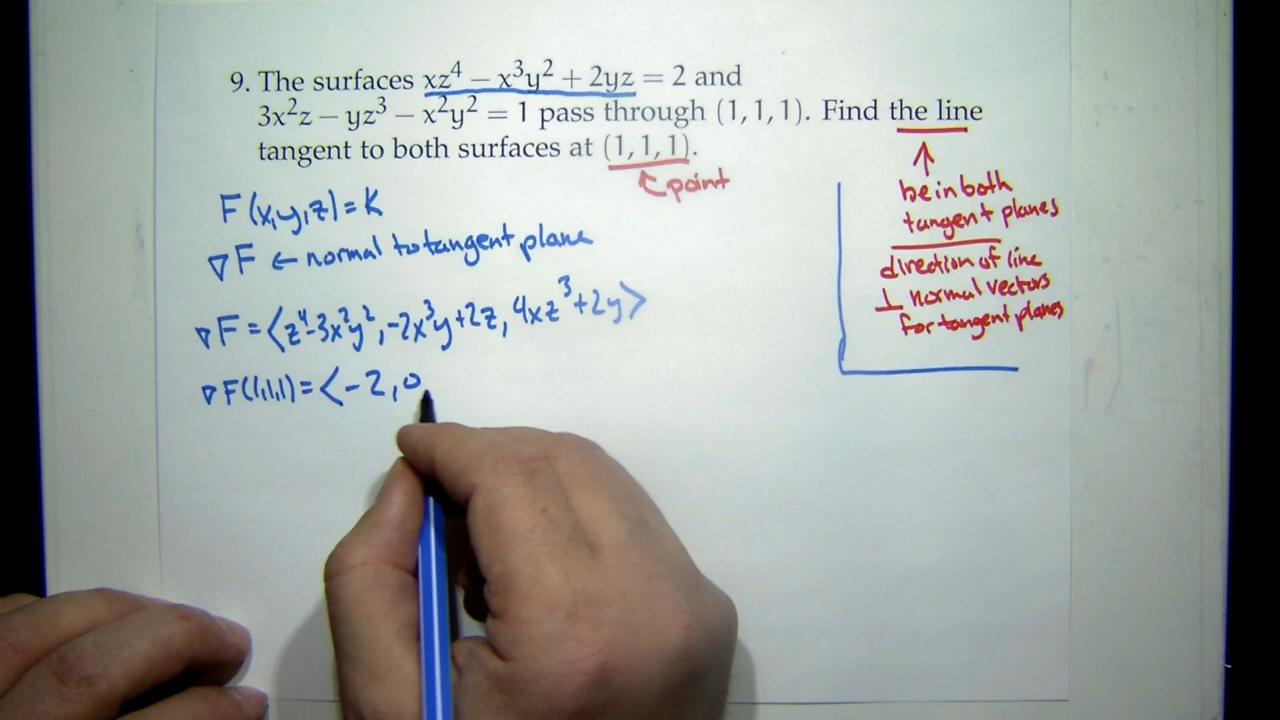 9. The surfaces xz⁴ − x³y² + 2yz = 2 and
3x²z − yz³ − x²y² = 1 pass through (1, 1, 1). Find the line
tangent to both surfaces at (1, 1, 1).
point
be in both
tangent planes
direction of line
⊥ normal vectors
for tangent planes
F(x,y,z)=K
∇F ← normal to tangent plane
∇F = ⟨z⁴-3x²y², -2x³y+2z, 4xz³+2y⟩
∇F(1,1,1)=⟨-2, 0